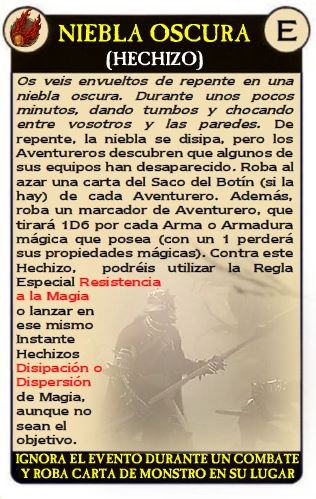 NIEBLA OSCURA
E
(HECHIZO)
Os veis envueltos de repente en una
niebla oscura. Durante unos pocos
minutos, dando tumbos y chocando
entre vosotros y las paredes. De
repente, la niebla se disipa, pero los
Aventureros descubren que algunos de
sus equipos han desaparecido. Roba al
azar una carta del Saco del Botín (si la
hay) de cada Aventurero. Además,
roba un marcador de Aventurero, que
tirará 1D6 por cada Arma o Armadura
mágica que posea (con un 1 perderá
sus propiedades mágicas). Contra este
Hechizo, podréis utilizar la Regla
Especial Resistencia
a la Magia
o lanzar en
ese mismo
Instante
Hechizos
Disipación o
Dispersión
de Magia,
aunque no
sean el
objetivo.
IGNORA EL EVENTO DURANTE UN COMBATE
Y ROBA CARTA DE MONSTRO EN SU LUGAR